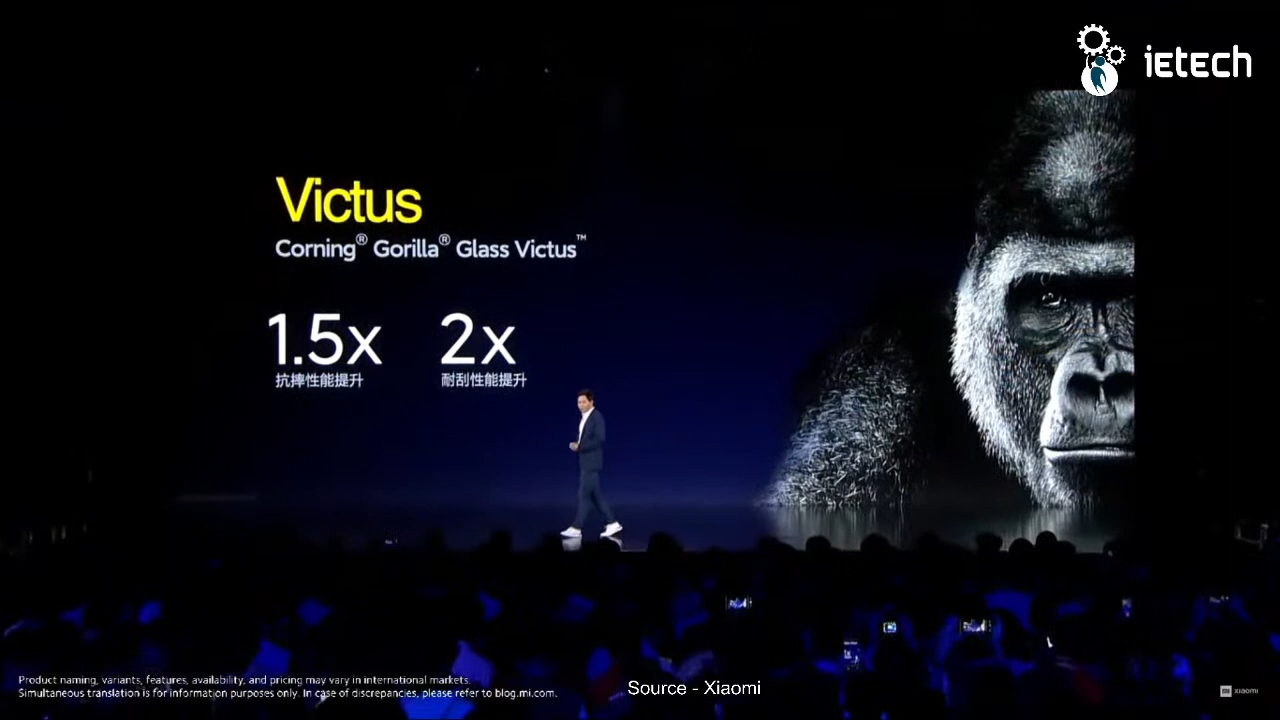 ietech
Victus
Corning® Gorilla® Glass Victus™
1.5x 2x
抗摔性能提升 耐刮性能提升
Product naming, variants, features, availability, and pricing may vary in international markets.
Simultaneous translation is for information purposes only. In case of discrepancies, please refer to blog.mi.com.
Source - Xiaomi
mi xiaomi